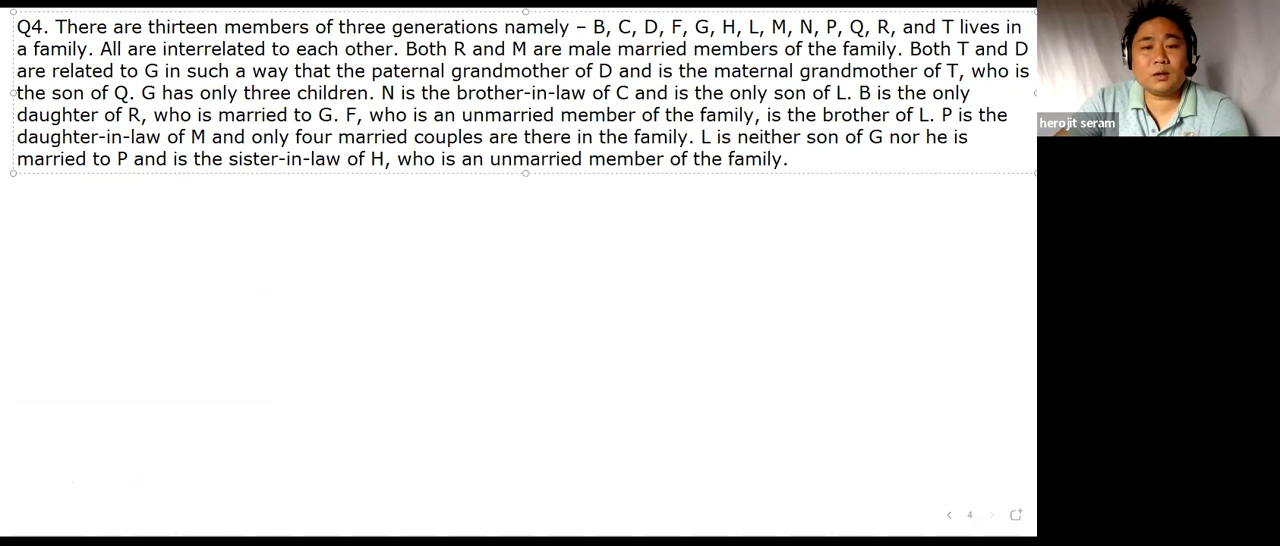 Q4. There are thirteen members of three generations namely – B, C, D, F, G, H, L, M, N, P, Q, R, and T lives in
a family. All are interrelated to each other. Both R and M are male married members of the family. Both T and D
are related to G in such a way that the paternal grandmother of D and is the maternal grandmother of T, who is
the son of Q. G has only three children. N is the brother-in-law of C and is the only son of L. B is the only
daughter of R, who is married to G. F, who is an unmarried member of the family, is the brother of L. P is the
daughter-in-law of M and only four married couples are there in the family. L is neither son of G nor he is
married to P and is the sister-in-law of H, who is an unmarried member of the family.
herojit seram
4